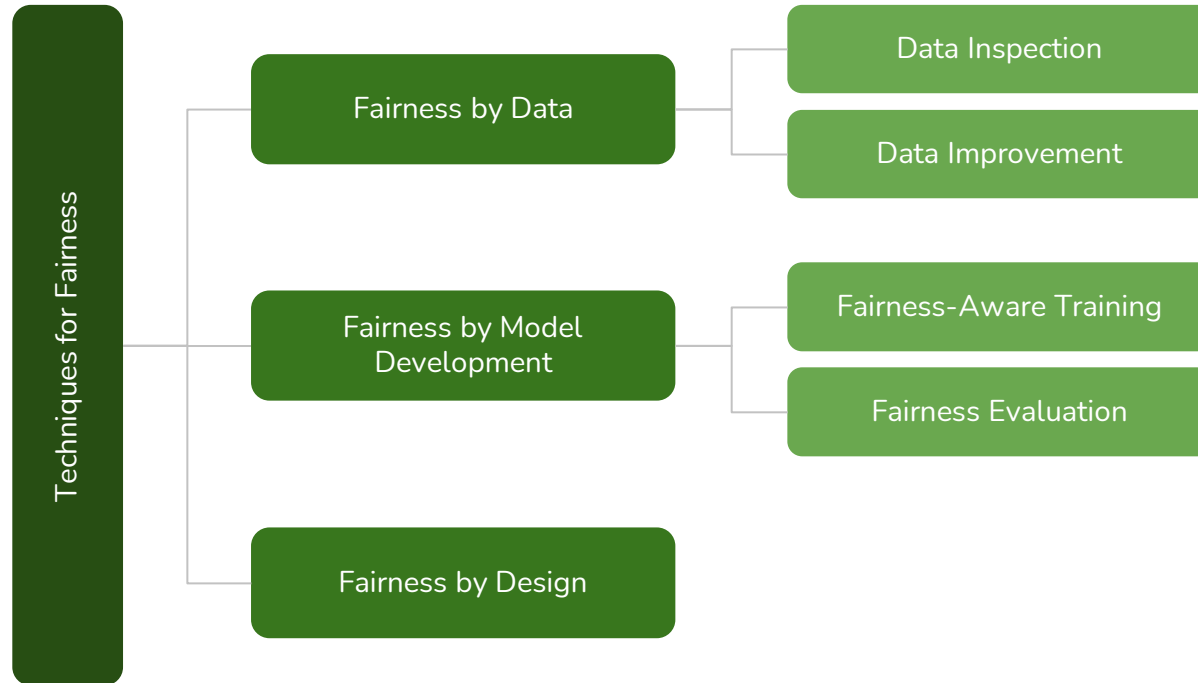 Techniques for Fairness
Fairness by Data
Data Inspection
Data Improvement
Fairness by Model
Development
Fairness-Aware Training
Fairness Evaluation
Fairness by Design